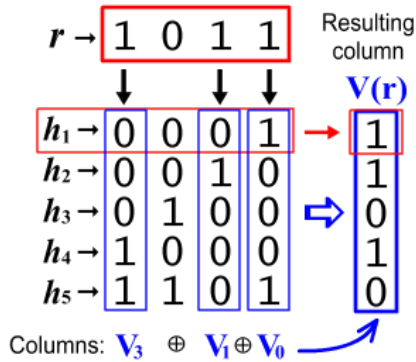 r → 1 0 1 1
Resulting column
V(r)
h₁→ 0 0 0 1 → 1
h₂→ 0 0 1 0 1
h₃→ 0 1 0 0 ⇨ 0
h₄→ 1 0 0 0 1
h₅→ 1 1 0 1 0
Columns: V₃ ⊕ V₁ ⊕ V₀